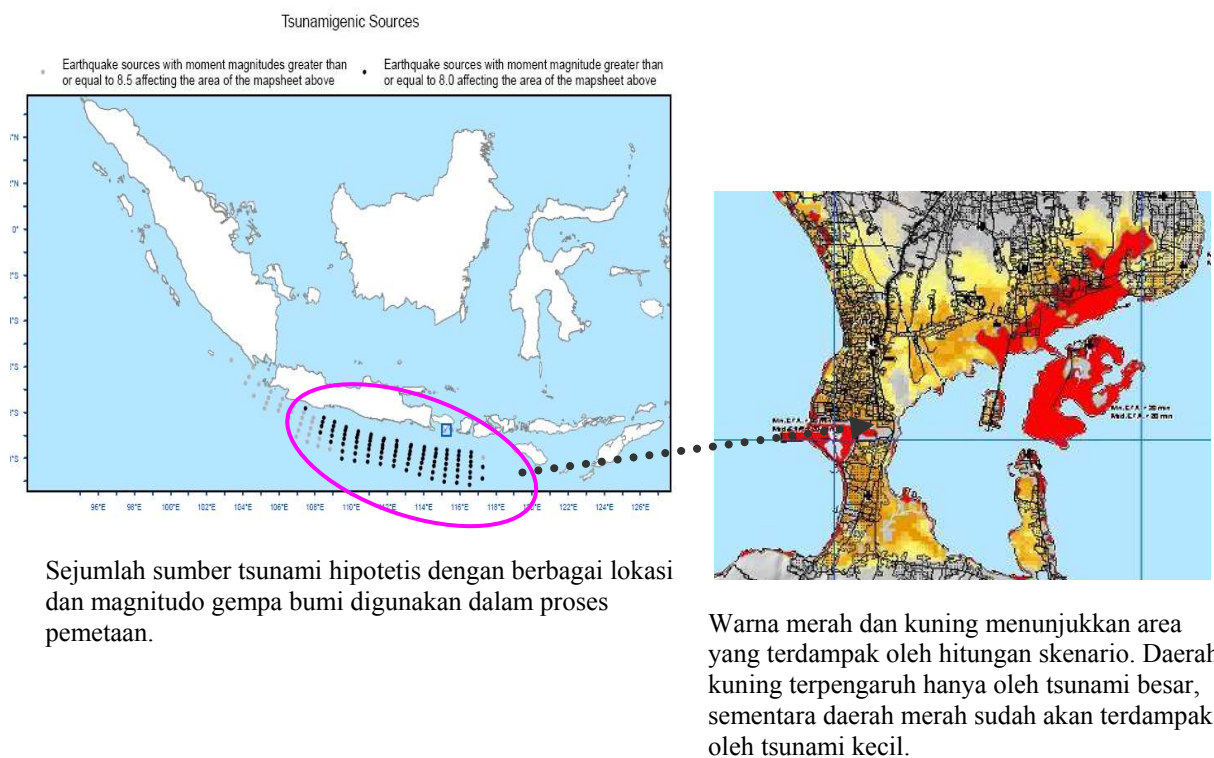 Tsunamigenic Sources
Earthquake sources with moment magnitudes greater than
or equal to 8.5 affecting the area of the mapsheet above
Earthquake sources with moment magnitude greater than
or equal to 8.0 affecting the area of the mapsheet above
0°
96°E 98°E 100°E 102°E 104°E 106°E 108°E 110°E 112°E 114°E 116°E 118°E 120°E 122°E 124°E 126°E
Sejumlah sumber tsunami hipotetis dengan berbagai lokasi
dan magnitudo gempa bumi digunakan dalam proses
pemetaan.
Warna merah dan kuning menunjukkan area
yang terdampak oleh hitungan skenario. Daerah
kuning terpengaruh hanya oleh tsunami besar,
sementara daerah merah sudah akan terdampak
oleh tsunami kecil.